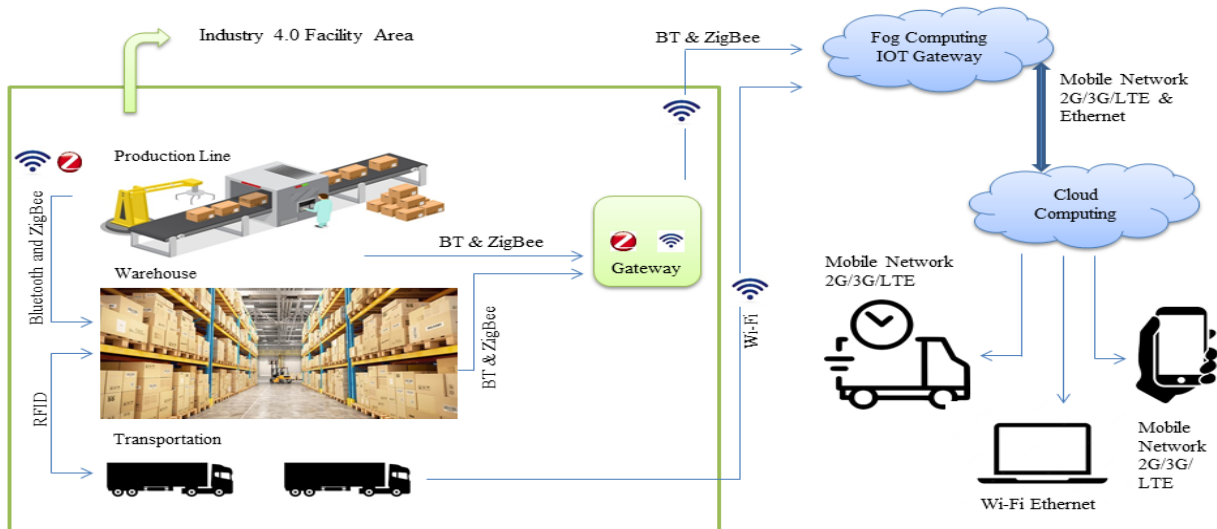 Industry 4.0 Facility Area
BT & ZigBee
Fog Computing
IOT Gateway
Mobile Network
2G/3G/LTE &
Ethernet
Production Line
Bluetooth and ZigBee
BT & ZigBee
Gateway
Cloud
Computing
Warehouse
BT & ZigBee
Wi-Fi
Mobile Network
2G/3G/LTE
RFID
Transportation
Mobile
Network
2G/3G/
LTE
Wi-Fi Ethernet